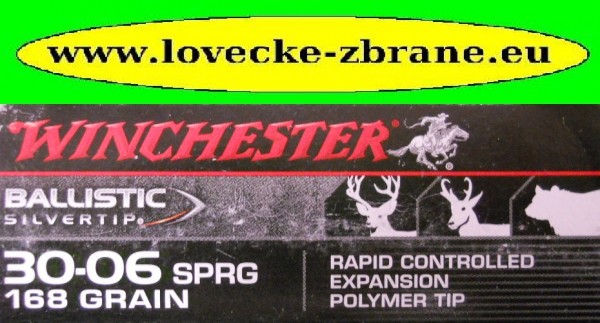 www.lovecke-zbrane.eu
WINCHESTER®
BALLISTIC
SILVERTIP®
30-06 SPRG
168 GRAIN
RAPID CONTROLLED
EXPANSION
POLYMER TIP